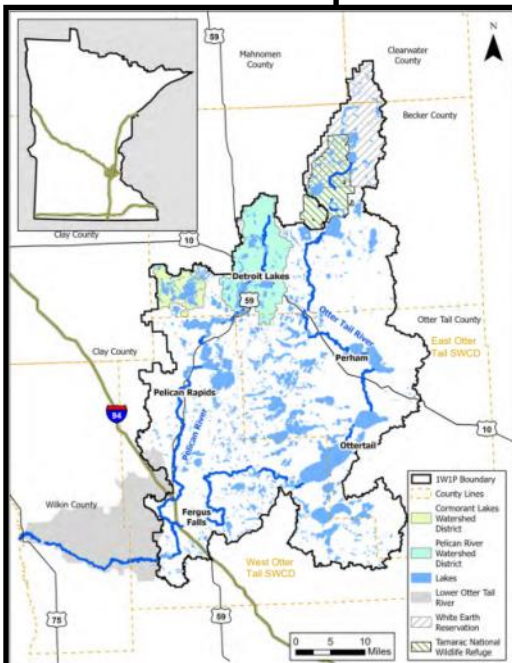 59
N
Mahnomen
County
Clearwater
County
Becker County
Clay County
10
Detroit Lakes
59
Otter Tail River
Otter Tail County
East Otter
Tail SWCD
Clay County
Perham
Pelican Rapids
94
Pelican River
10
Ottertail
Wilkin County
Fergus
Falls
West Otter
Tail SWCD
75
59
0 5 10
Miles
1W1P Boundary
County Lines
Cormorant Lakes
Watershed
District
Pelican River
Watershed
District
Lakes
Lower Otter Tail
River
White Earth
Reservation
Tamarac National
Wildlife Refuge